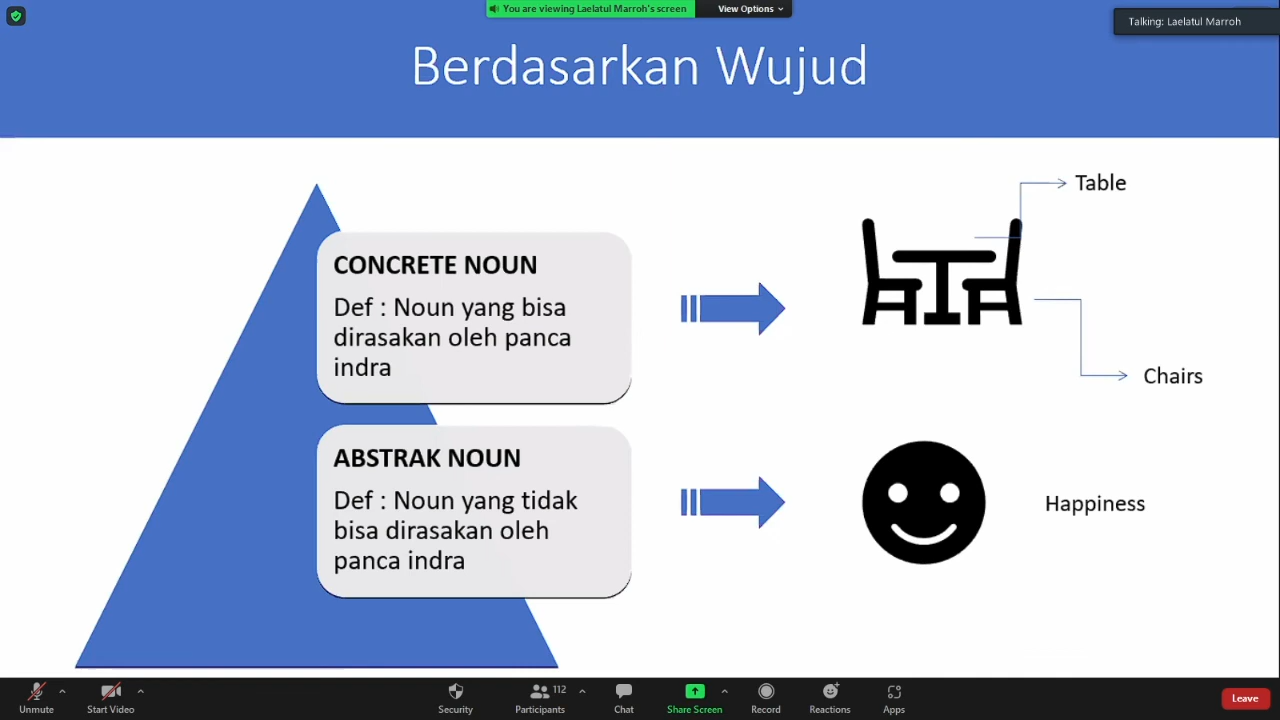 You are viewing Laelatul Marroh's screen
View Options
Talking: Laelatul Marroh
Berdasarkan Wujud
Table
CONCRETE NOUN
Def : Noun yang bisa
dirasakan oleh panca
indra
Chairs
ABSTRAK NOUN
Def : Noun yang tidak
bisa dirasakan oleh
panca indra
Happiness
Unmute
Start Video
Security
112
Participants
Chat
Share Screen
Record
Reactions
Apps
Leave